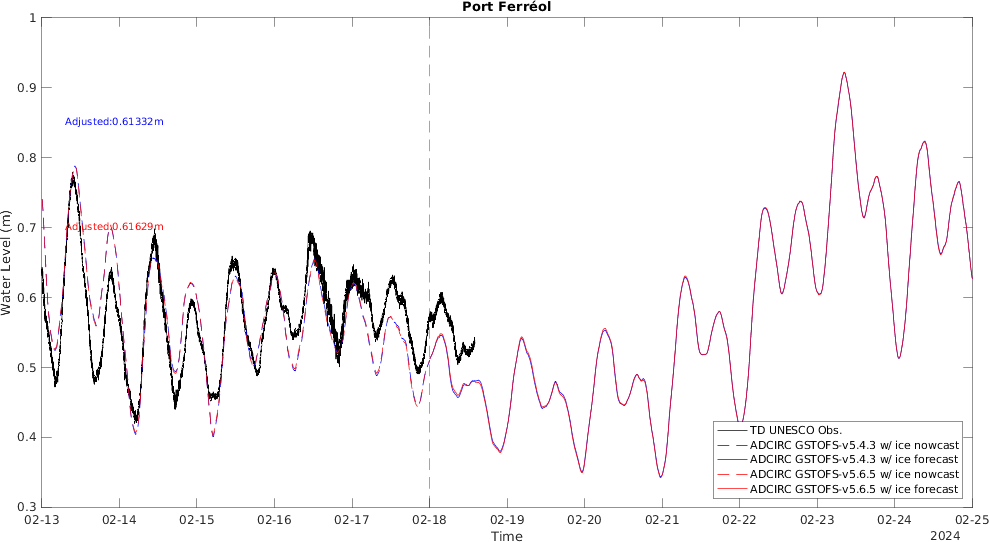 Port Ferréol
1
0.9
0.8
0.7
0.6
0.5
0.4
0.3
Water Level (m)
Adjusted:0.61332m
Adjusted:0.61629m
TD UNESCO Obs.
ADCIRC GSTOFS-v5.4.3 w/ ice nowcast
ADCIRC GSTOFS-v5.4.3 w/ ice forecast
ADCIRC GSTOFS-v5.6.5 w/ ice nowcast
ADCIRC GSTOFS-v5.6.5 w/ ice forecast
02-13 02-14 02-15 02-16 02-17 02-18 02-19 02-20 02-21 02-22 02-23 02-24 02-25
Time
2024